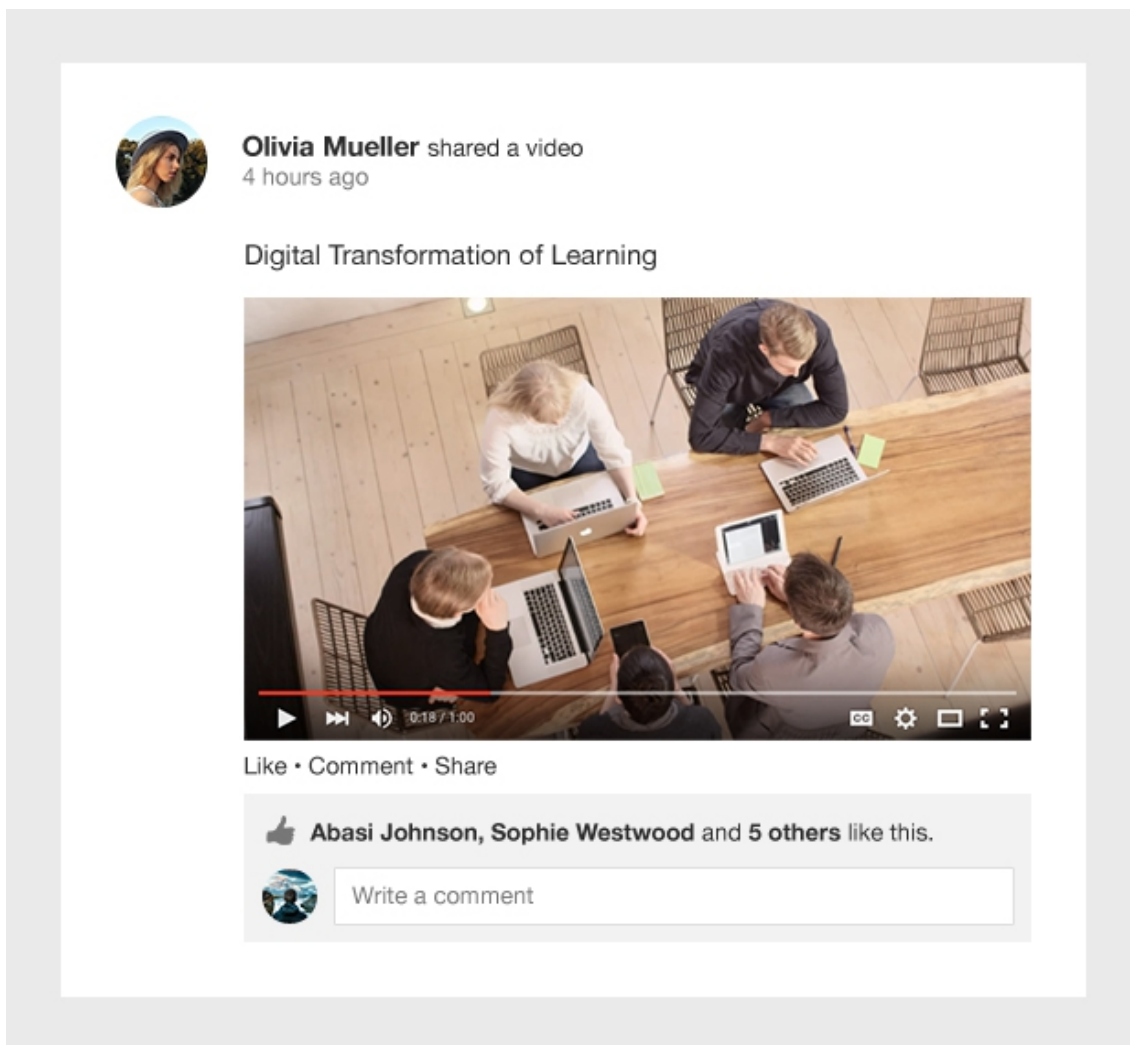 Olivia Mueller shared a video
4 hours ago
Digital Transformation of Learning
0:18 / 1:00
CC
Like • Comment • Share
Abasi Johnson, Sophie Westwood and 5 others like this.
Write a comment